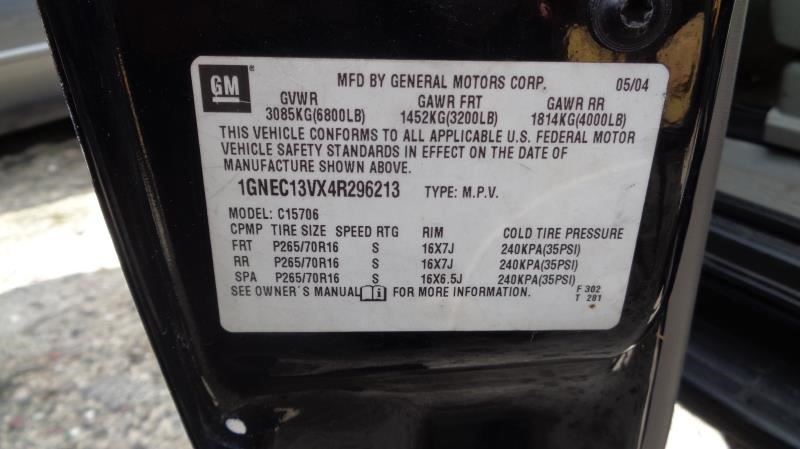 GM ® MFD BY GENERAL MOTORS CORP. 05/04
GVWR GAWR FRT GAWR RR
3085KG(6800LB) 1452KG(3200LB) 1814KG(4000LB)
THIS VEHICLE CONFORMS TO ALL APPLICABLE U.S. FEDERAL MOTOR
VEHICLE SAFETY STANDARDS IN EFFECT ON THE DATE OF
MANUFACTURE SHOWN ABOVE.
1GNEC13VX4R296213 TYPE: M.P.V.
MODEL: C15706
CPMP TIRE SIZE SPEED RTG RIM COLD TIRE PRESSURE
FRT P265/70R16 S 16X7J 240KPA(35PSI)
RR P265/70R16 S 16X7J 240KPA(35PSI)
SPA P265/70R16 S 16X6.5J 240KPA(35PSI)
SEE OWNER'S MANUAL i FOR MORE INFORMATION. F 302
T 281